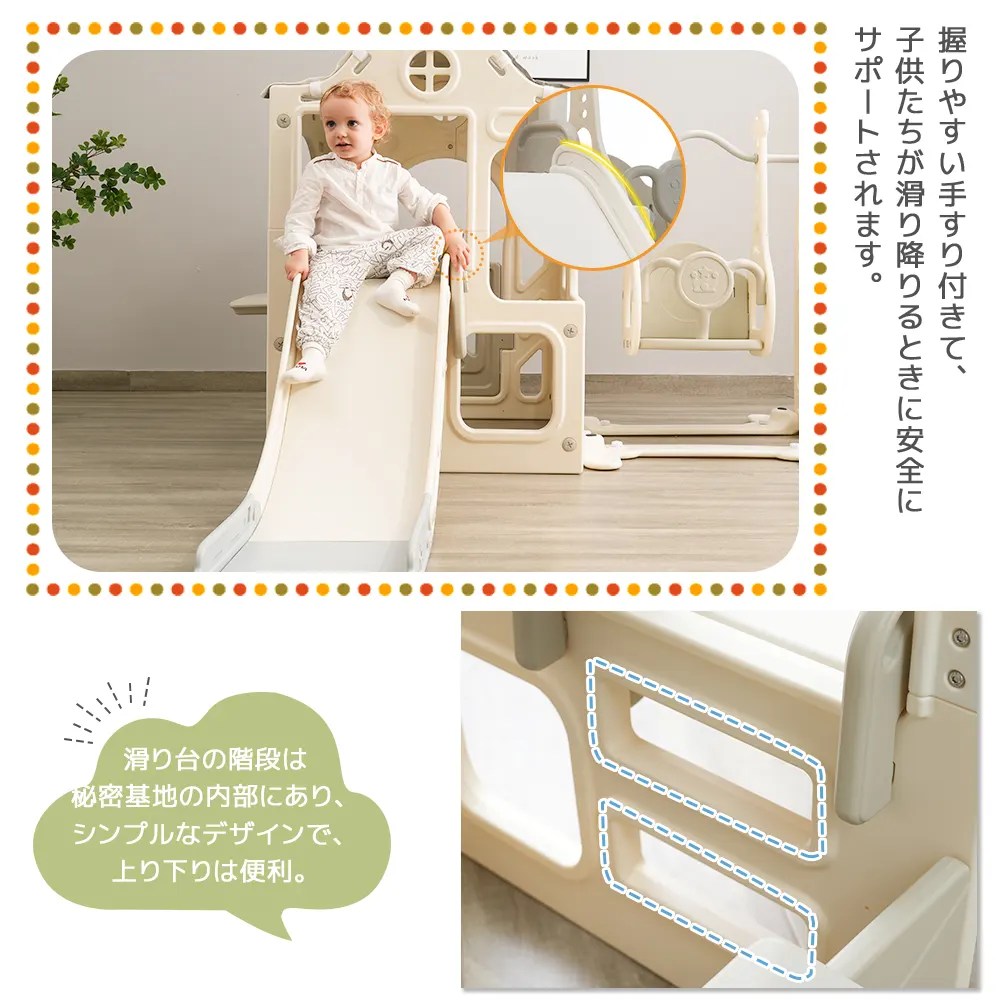 握りやすい手すり付きて、
子供たちが滑り降りるときに安全に
サポートされます。
滑り台の階段は
秘密基地の内部にあり、
シンプルなデザインで、
上り下りは便利。